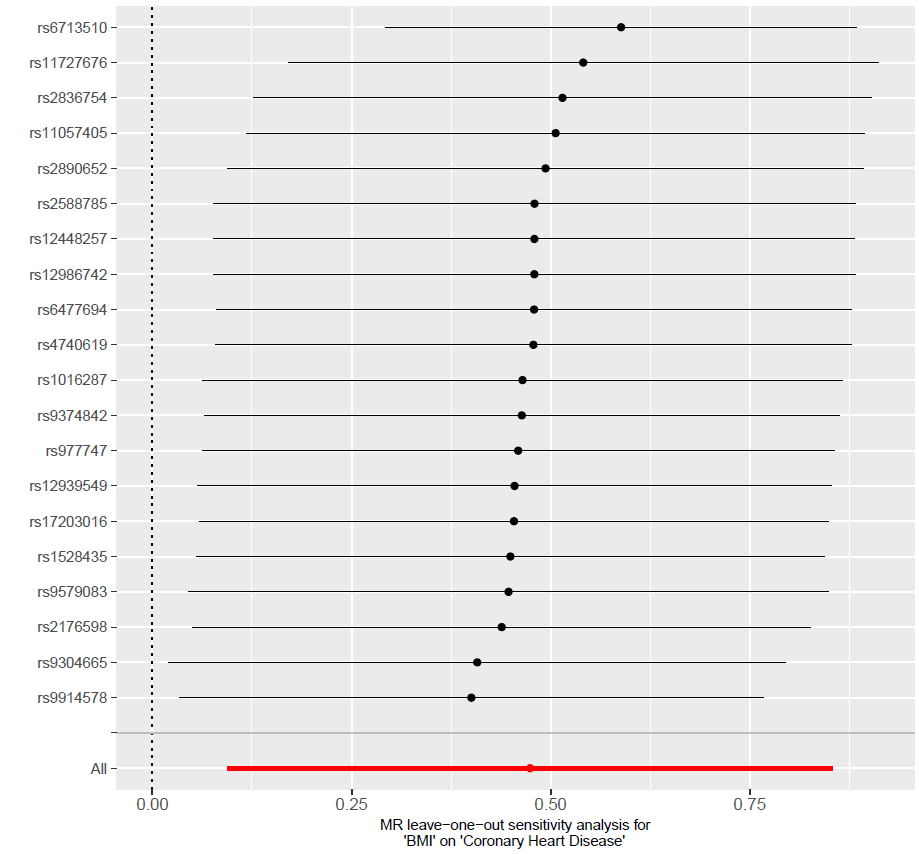 rs6713510
rs11727676
rs2836754
rs11057405
rs2890652
rs2588785
rs12448257
rs12986742
rs6477694
rs4740619
rs1016287
rs9374842
rs977747
rs12939549
rs17203016
rs1528435
rs9579083
rs2176598
rs9304665
rs9914578
All
0.00 0.25 0.50 0.75
MR leave−one−out sensitivity analysis for
'BMI' on 'Coronary Heart Disease'